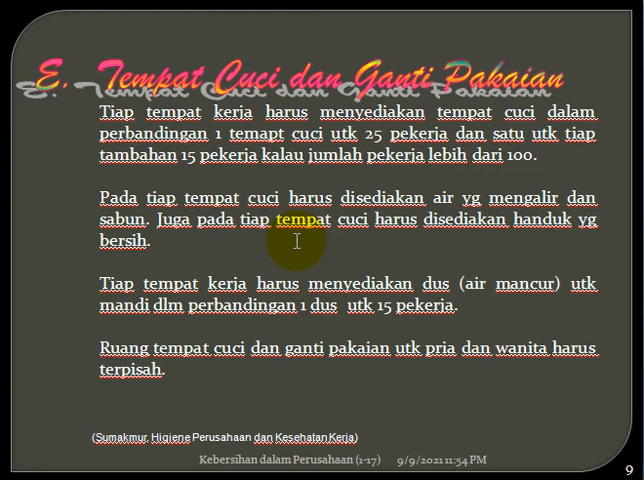 E. Tempat Cuci dan Ganti Pakaian
Tiap tempat kerja harus menyediakan tempat cuci dalam
perbandingan 1 temapt cuci utk 25 pekerja dan satu utk tiap
tambahan 15 pekerja kalau jumlah pekerja lebih dari 100.
Pada tiap tempat cuci harus disediakan air yg mengalir dan
sabun. Juga pada tiap tempat cuci harus disediakan handuk yg
bersih.
Tiap tempat kerja harus menyediakan dus (air mancur) utk
mandi dlm perbandingan 1 dus utk 15 pekerja.
Ruang tempat cuci dan ganti pakaian utk pria dan wanita harus
terpisah.
(Sumakmur. Higiene Perusahaan dan Kesehatan Kerja)
Kebersihan dalam Perusahaan (1-17) 9/9/2021 11:54 PM
9